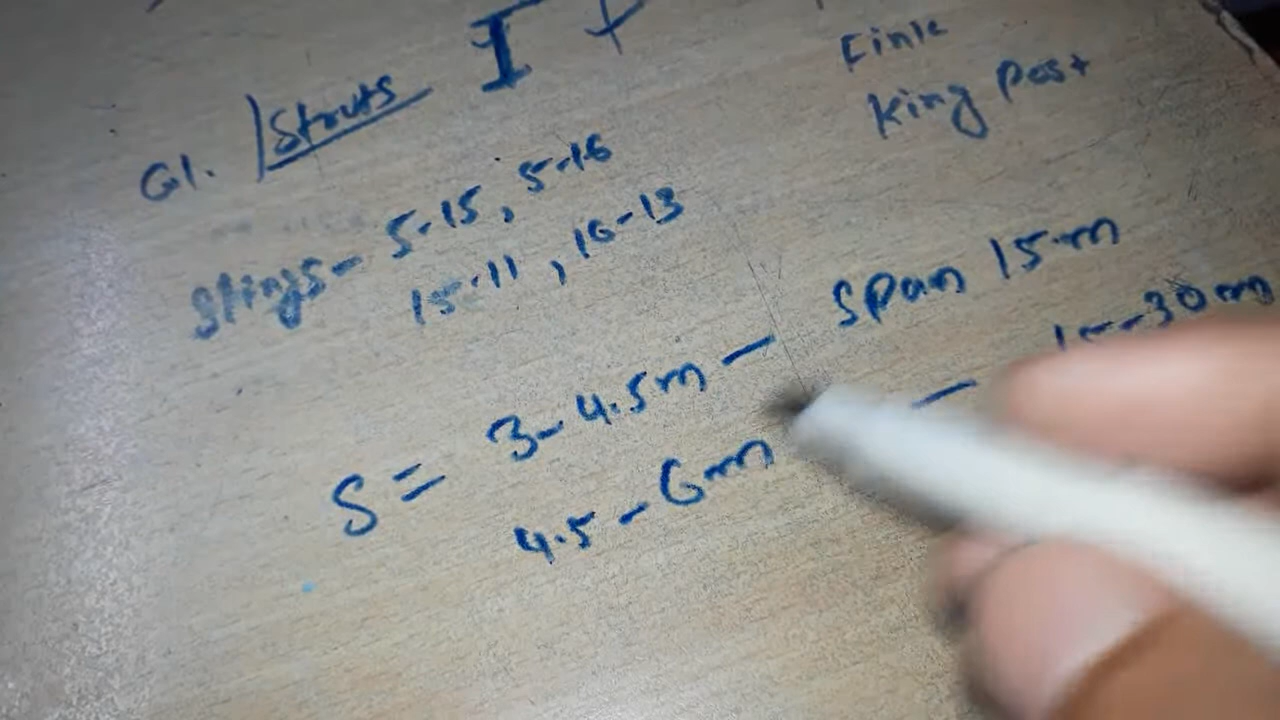 I +
G1. /Struts
Slings- 5-15, 5-16
15-11, 16-13
Fink
King Post
S = 3-4.5m - Span 15m
4.5-6m - 15-30m